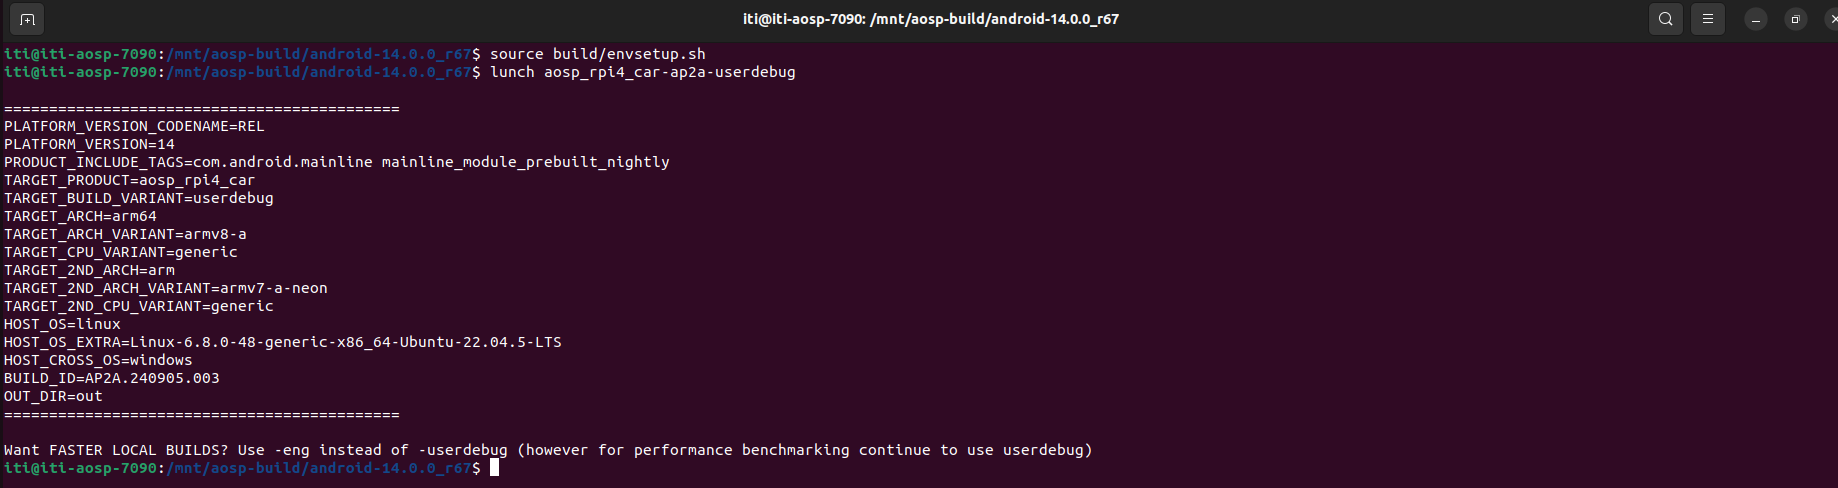 iti@iti-aosp-7090: /mnt/aosp-build/android-14.0.0_r67
iti@iti-aosp-7090:/mnt/aosp-build/android-14.0.0_r67$ source build/envsetup.sh
iti@iti-aosp-7090:/mnt/aosp-build/android-14.0.0_r67$ lunch aosp_rpi4_car-ap2a-userdebug
============================================
PLATFORM_VERSION_CODENAME=REL
PLATFORM_VERSION=14
PRODUCT_INCLUDE_TAGS=com.android.mainline mainline_module_prebuilt_nightly
TARGET_PRODUCT=aosp_rpi4_car
TARGET_BUILD_VARIANT=userdebug
TARGET_ARCH=arm64
TARGET_ARCH_VARIANT=armv8-a
TARGET_CPU_VARIANT=generic
TARGET_2ND_ARCH=arm
TARGET_2ND_ARCH_VARIANT=armv7-a-neon
TARGET_2ND_CPU_VARIANT=generic
HOST_OS=linux
HOST_OS_EXTRA=Linux-6.8.0-48-generic-x86_64-Ubuntu-22.04.5-LTS
HOST_CROSS_OS=windows
BUILD_ID=AP2A.240905.003
OUT_DIR=out
============================================
Want FASTER LOCAL BUILDS? Use -eng instead of -userdebug (however for performance benchmarking continue to use userdebug)
iti@iti-aosp-7090:/mnt/aosp-build/android-14.0.0_r67$